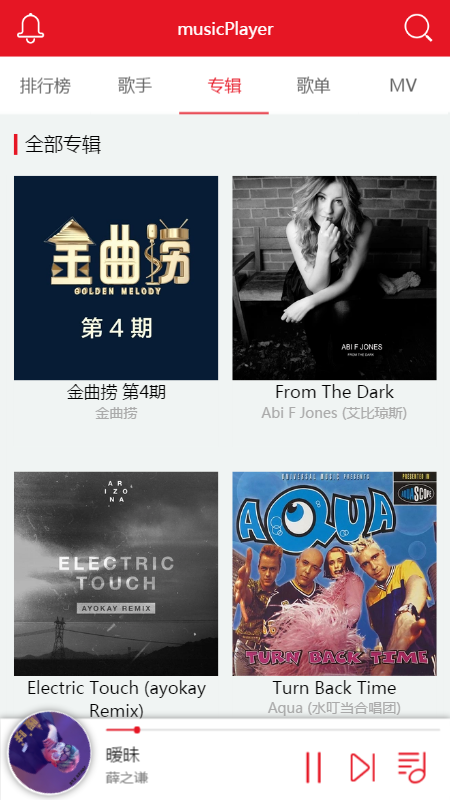 musicPlayer
排行榜 歌手 专辑 歌单 MV
全部专辑
金曲捞
GOLDEN MELODY
第 4 期
金曲捞 第4期
金曲捞
ABI F JONES
FROM THE DARK
From The Dark
Abi F Jones (艾比琼斯)
AR
IZO
NA
ELECTRIC
TOUCH
AYOKAY REMIX
Electric Touch (ayokay
Remix)
UNIVERSAL MUSIC PRESENTS
PRESENTED IN
AQUASCOPE
AQUA
TURN BACK TIME
Turn Back Time
Aqua (水叮当合唱团)
暧昧
薛之谦